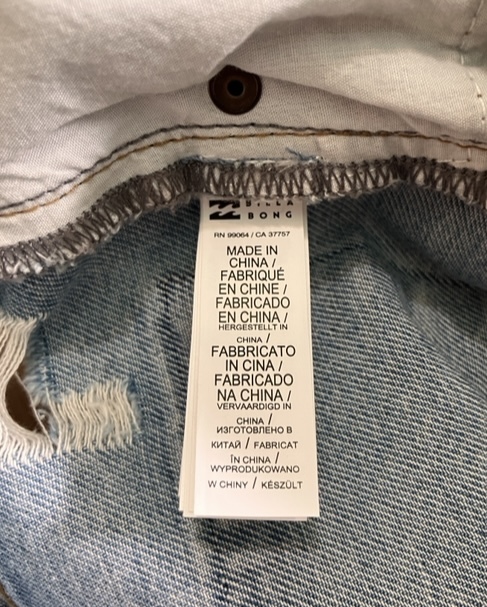 BILLA
BONG
RN 99064 / CA 37757
MADE IN
CHINA /
FABRIQUÉ
EN CHINE /
FABRICADO
EN CHINA /
HERGESTELLT IN
CHINA /
FABBRICATO
IN CINA /
FABRICADO
NA CHINA /
VERVAARDIGD IN
CHINA /
ИЗГОТОВЛЕНО В
КИТАЙ / FABRICAT
ÎN CHINA /
WYPRODUKOWANO
W CHINY / KÉSZÜLT